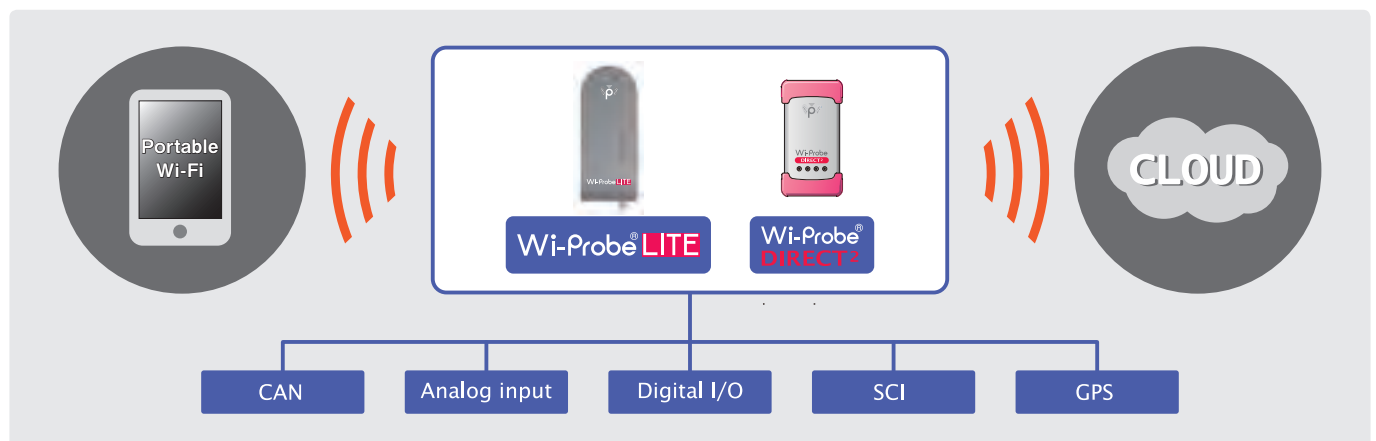 Portable
Wi-Fi
ρ
Wi-Probe LITE
ρ
Wi-Probe
DIRECT²
Wi-Probe® LITE
Wi-Probe®
DIRECT²
CLOUD
CAN
Analog input
Digital I/O
SCI
GPS